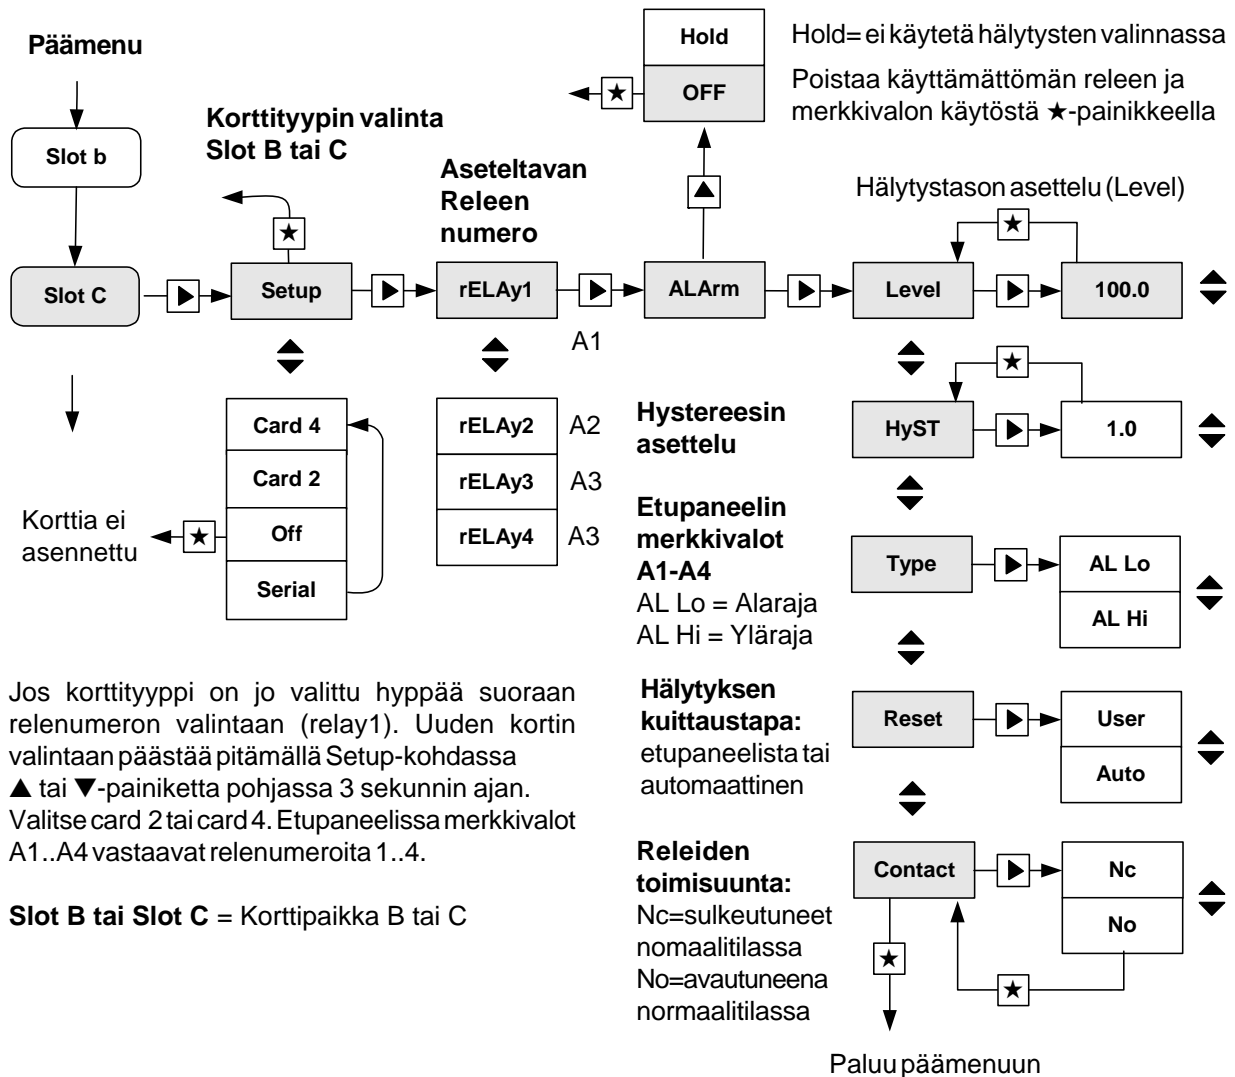 Päämenu
Slot b
Slot C
Korttia ei
asennettu
Korttityypin valinta
Slot B tai C
★
Setup
Card 4
Card 2
Off
Serial
★
Aseteltavan
Releen
numero
rELAy1
A1
rELAy2 A2
rELAy3 A3
rELAy4 A3
Hold
OFF
★
Hold= ei käytetä hälytysten valinnassa
Poistaa käyttämättömän releen ja
merkkivalon käytöstä ★-painikkeella
ALArm
Hälytystason asettelu (Level)
★
Level
100.0
Hystereesin
asettelu
★
HyST
1.0
Etupaneelin
merkkivalot
A1-A4
AL Lo = Alaraja
AL Hi = Yläraja
Type
AL Lo
AL Hi
Hälytyksen
kuittaustapa:
etupaneelista tai
automaattinen
Reset
User
Auto
Releiden
toimisuunta:
Nc=sulkeutuneet
nomaalitilassa
No=avautuneena
normaalitilassa
Contact
Nc
No
★
★
Paluu päämenuun
Jos korttityyppi on jo valittu hyppää suoraan
relenumeron valintaan (relay1). Uuden kortin
valintaan päästää pitämällä Setup-kohdassa
▲ tai ▼-painiketta pohjassa 3 sekunnin ajan.
Valitse card 2 tai card 4. Etupaneelissa merkkivalot
A1..A4 vastaavat relenumeroita 1..4.
Slot B tai Slot C = Korttipaikka B tai C